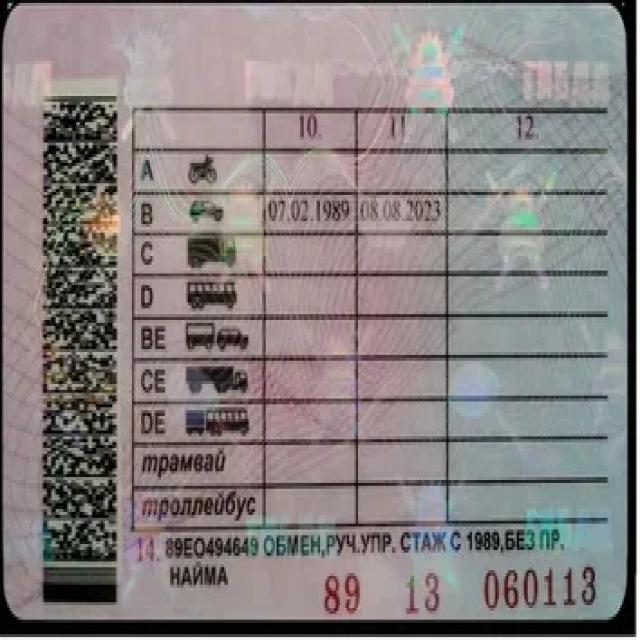 ГИБДД
10. 11. 12.
A
B 07.02.1989 08.08.2023
C
D
BE
CE
DE
трамвай
троллейбус
14. 89ЕО494649 ОБМЕН,РУЧ.УПР. СТАЖ С 1989,БЕЗ ПР.
НАЙМА
89 13 060113